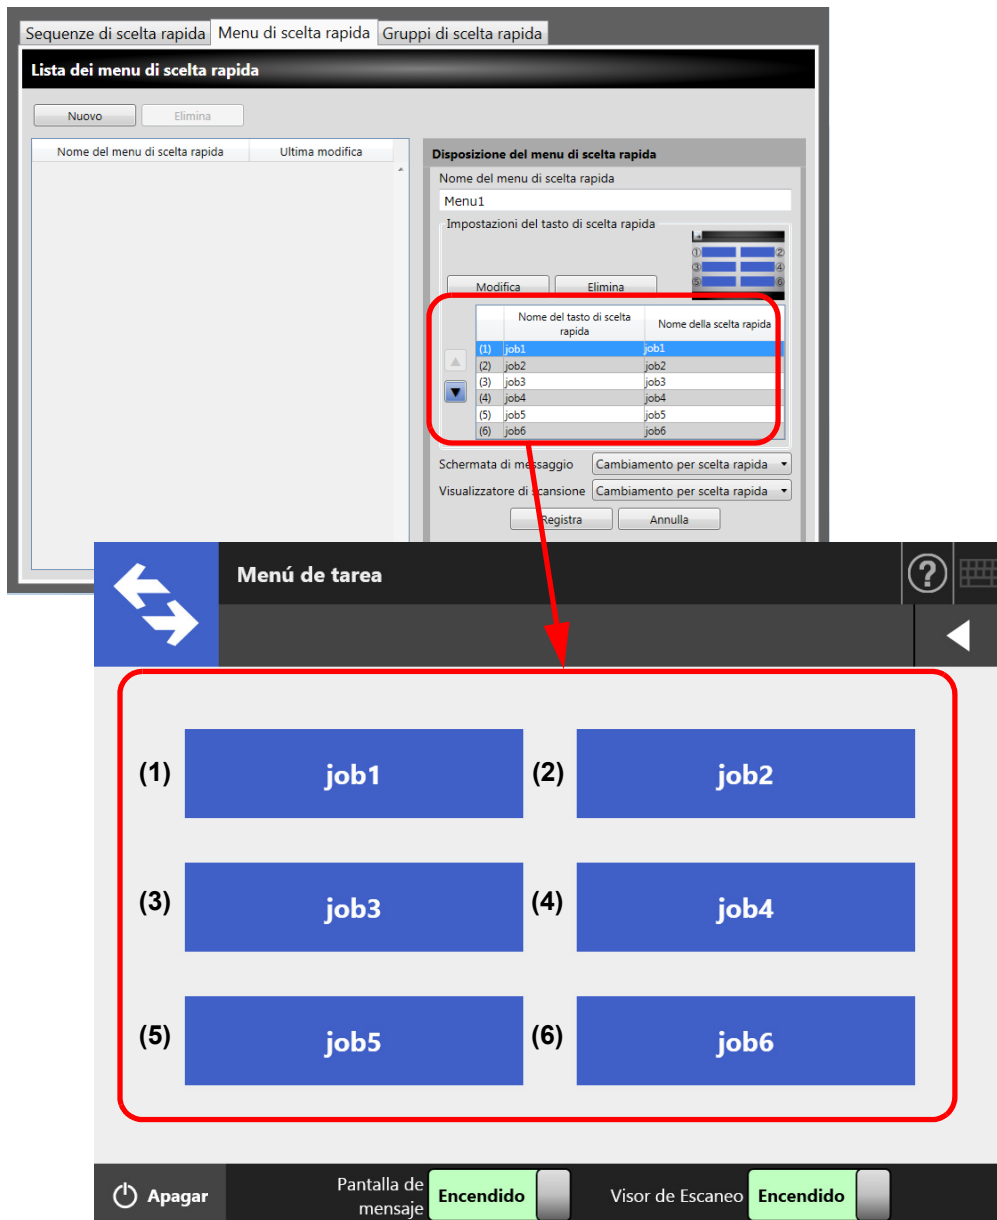 Sequenze di scelta rapida Menu di scelta rapida Gruppi di scelta rapida
Lista dei menu di scelta rapida
Nuovo Elimina
Nome del menu di scelta rapida Ultima modifica
Disposizione del menu di scelta rapida
Nome del menu di scelta rapida
Menu1
Impostazioni del tasto di scelta rapida
① ②
③ ④
⑤ ⑥
Modifica Elimina
Nome del tasto di scelta
rapida
Nome della scelta rapida
(1) job1 job1
(2) job2 job2
(3) job3 job3
(4) job4 job4
(5) job5 job5
(6) job6 job6
Schermata di messaggio Cambiamento per scelta rapida
Visualizzatore di scansione Cambiamento per scelta rapida
Registra Annulla
Menú de tarea ?
(1) job1 (2) job2
(3) job3 (4) job4
(5) job5 (6) job6
Apagar
Pantalla de
mensaje
Encendido
Visor de Escaneo Encendido